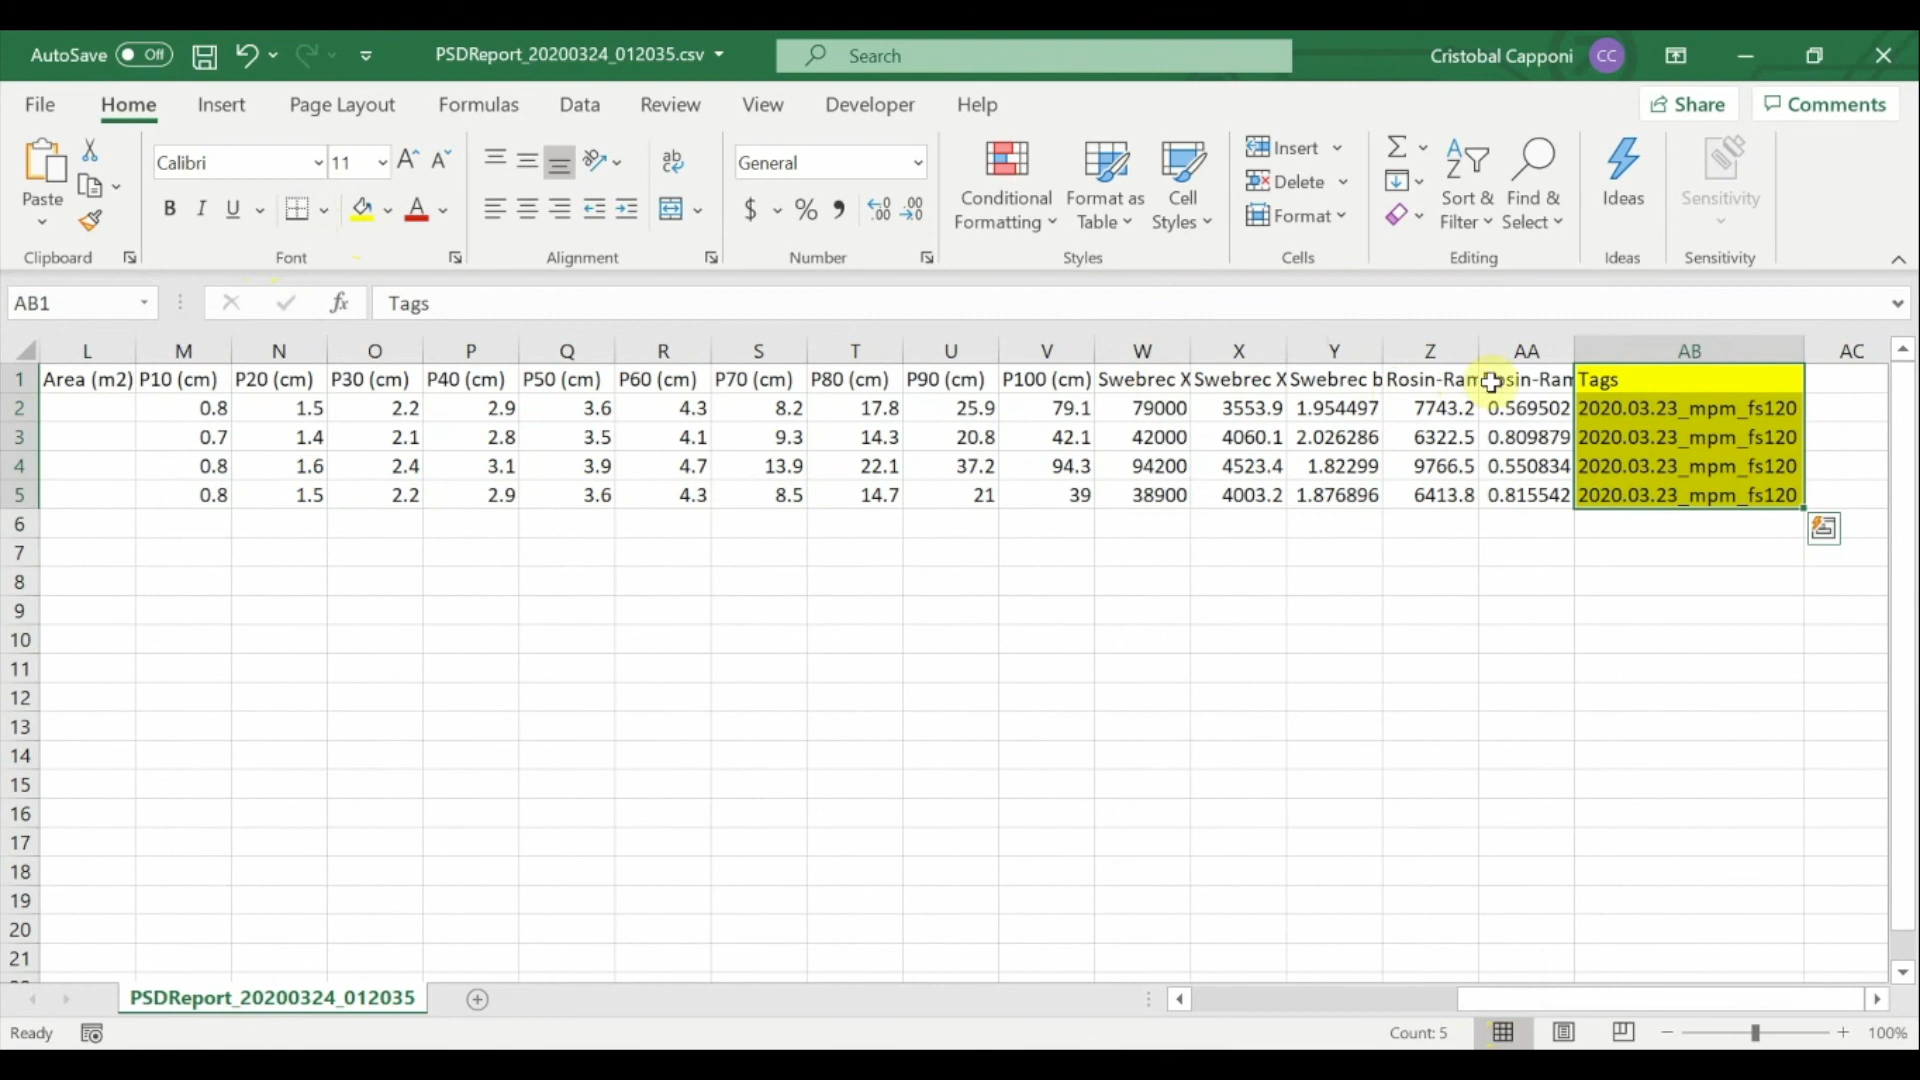 AutoSave Off PSDReport_20200324_012035.csv Search Cristobal Capponi CC
File Home Insert Page Layout Formulas Data Review View Developer Help Share Comments
Calibri 11 General Insert
Paste Conditional Formatting Format as Table Cell Styles Delete Sort & Filter Find & Select Ideas Sensitivity
B I U $ % Format
Clipboard Font Alignment Number Styles Cells Editing Ideas Sensitivity
AB1 fx Tags
L M N O P Q R S T U V W X Y Z AA AB AC
1 Area (m2) P10 (cm) P20 (cm) P30 (cm) P40 (cm) P50 (cm) P60 (cm) P70 (cm) P80 (cm) P90 (cm) P100 (cm) Swebrec X Swebrec X Swebrec b Rosin-Ram Tags
2 0.8 1.5 2.2 2.9 3.6 4.3 8.2 17.8 25.9 79.1 79000 3553.9 1.954497 7743.2 0.569502 2020.03.23_mpm_fs120
3 0.7 1.4 2.1 2.8 3.5 4.1 9.3 14.3 20.8 42.1 42000 4060.1 2.026286 6322.5 0.809879 2020.03.23_mpm_fs120
4 0.8 1.6 2.4 3.1 3.9 4.7 13.9 22.1 37.2 94.3 94200 4523.4 1.82299 9766.5 0.550834 2020.03.23_mpm_fs120
5 0.8 1.5 2.2 2.9 3.6 4.3 8.5 14.7 21 39 38900 4003.2 1.876896 6413.8 0.815542 2020.03.23_mpm_fs120
6
7
8
9
10
11
12
13
14
15
16
17
18
19
20
21
PSDReport_20200324_012035
Ready Count: 5 100%